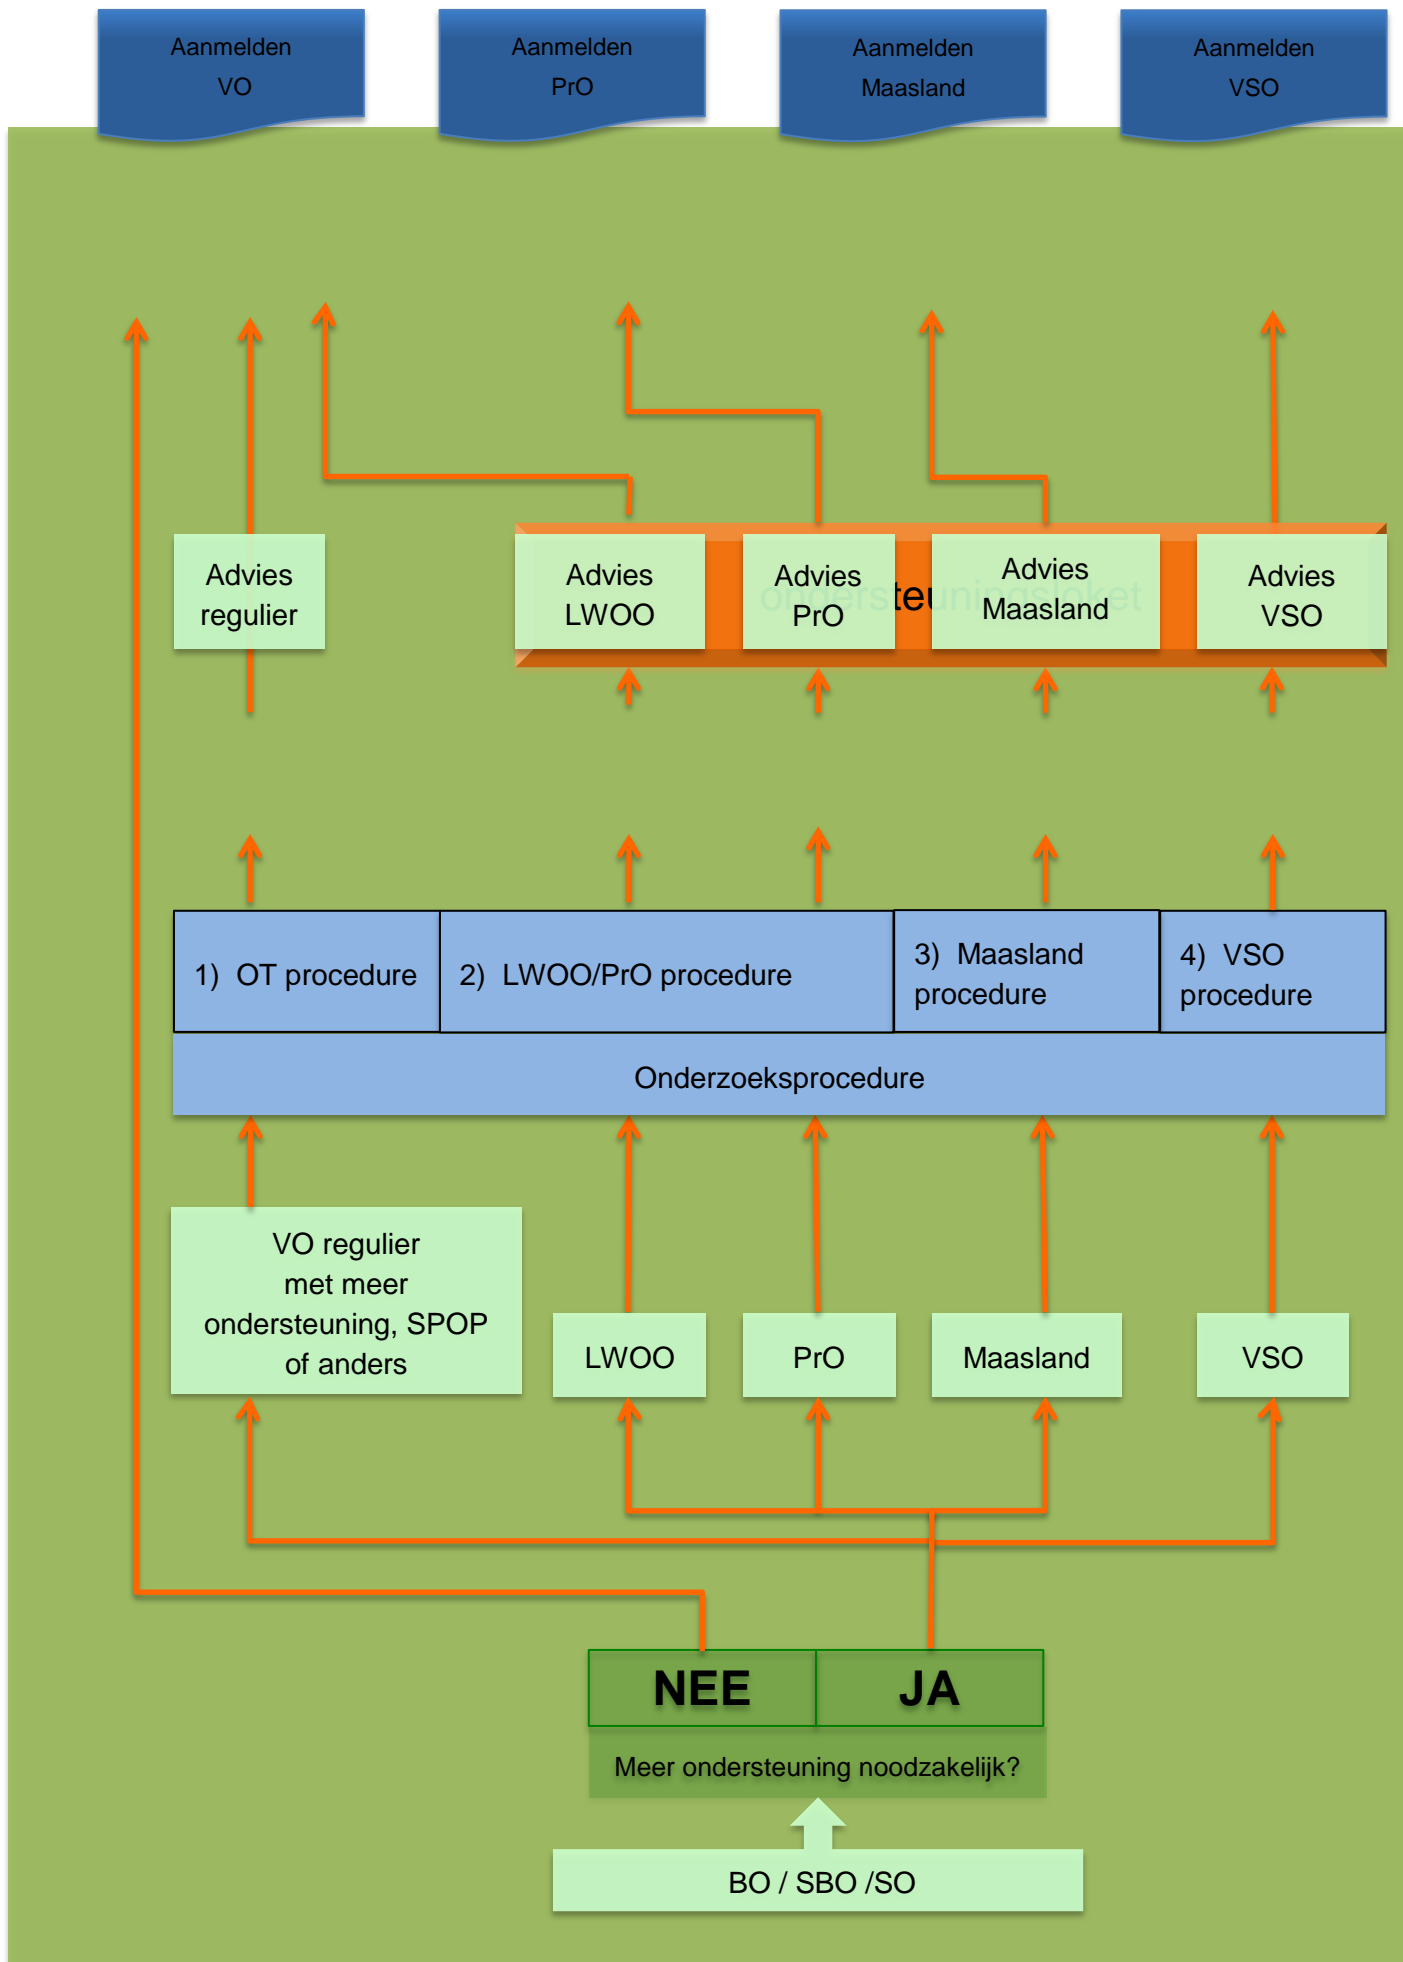 Aanmelden
VO
Aanmelden
PrO
Aanmelden
Maasland
Aanmelden
VSO
Advies
regulier
ondersteuningsloket
Advies
LWOO
Advies
PrO
Advies
Maasland
Advies
VSO
1) OT procedure
2) LWOO/PrO procedure
3) Maasland
procedure
4) VSO
procedure
Onderzoeksprocedure
VO regulier
met meer
ondersteuning, SPOP
of anders
LWOO
PrO
Maasland
VSO
NEE
JA
Meer ondersteuning noodzakelijk?
BO / SBO /SO